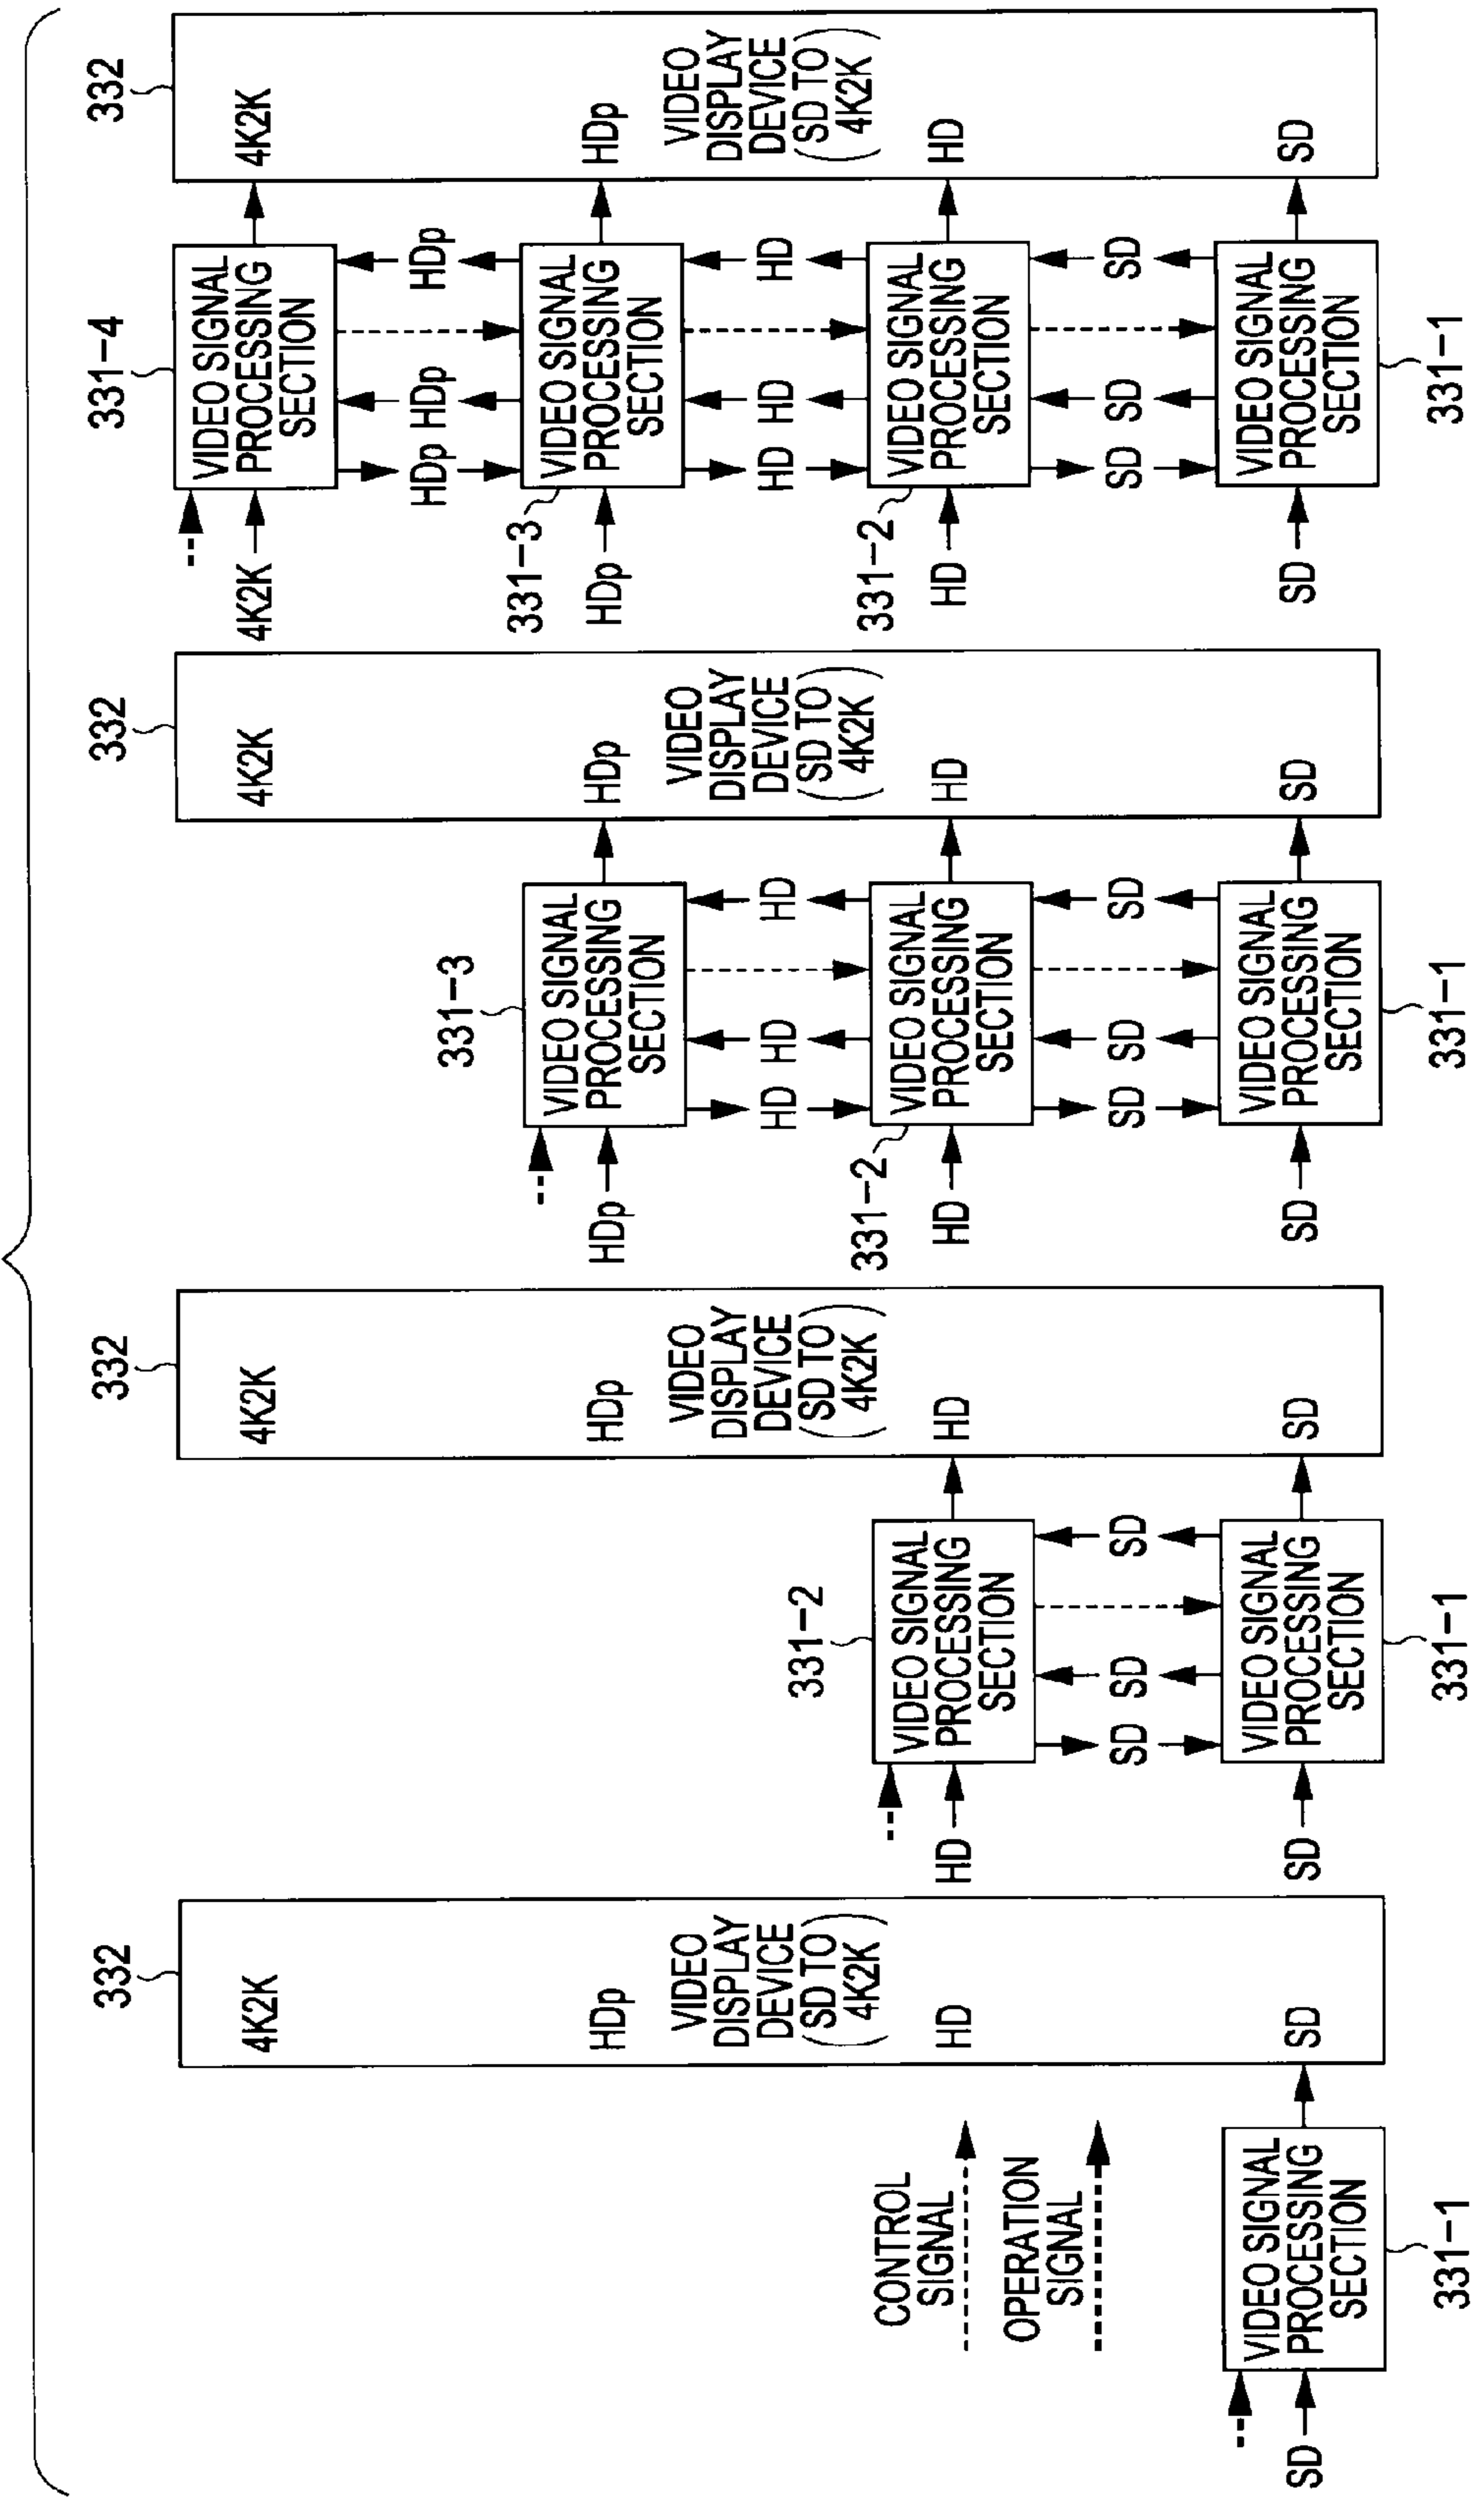 332
4K2K
HDp
VIDEO
DISPLAY
DEVICE
(SD TO
4K2K)
HD
SD
CONTROL
SIGNAL
OPERATION
SIGNAL
VIDEO SIGNAL
PROCESSING
SECTION
SD
331-1
332
4K2K
HDp
VIDEO
DISPLAY
DEVICE
(SD TO
4K2K)
HD
SD
331-2
VIDEO SIGNAL
PROCESSING
SECTION
HD
SD SD SD
VIDEO SIGNAL
PROCESSING
SECTION
SD
331-1
332
4K2K
HDp
VIDEO
DISPLAY
DEVICE
(SD TO
4K2K)
HD
SD
331-3
VIDEO SIGNAL
PROCESSING
SECTION
HDp
HD HD HD
331-2
VIDEO SIGNAL
PROCESSING
SECTION
HD
SD SD SD
VIDEO SIGNAL
PROCESSING
SECTION
SD
331-1
332
4K2K
HDp
VIDEO
DISPLAY
DEVICE
(SD TO
4K2K)
HD
SD
331-4
VIDEO SIGNAL
PROCESSING
SECTION
4K2K
HDp HDp HDp
331-3
VIDEO SIGNAL
PROCESSING
SECTION
HDp
HD HD HD
331-2
VIDEO SIGNAL
PROCESSING
SECTION
HD
SD SD SD
VIDEO SIGNAL
PROCESSING
SECTION
SD
331-1